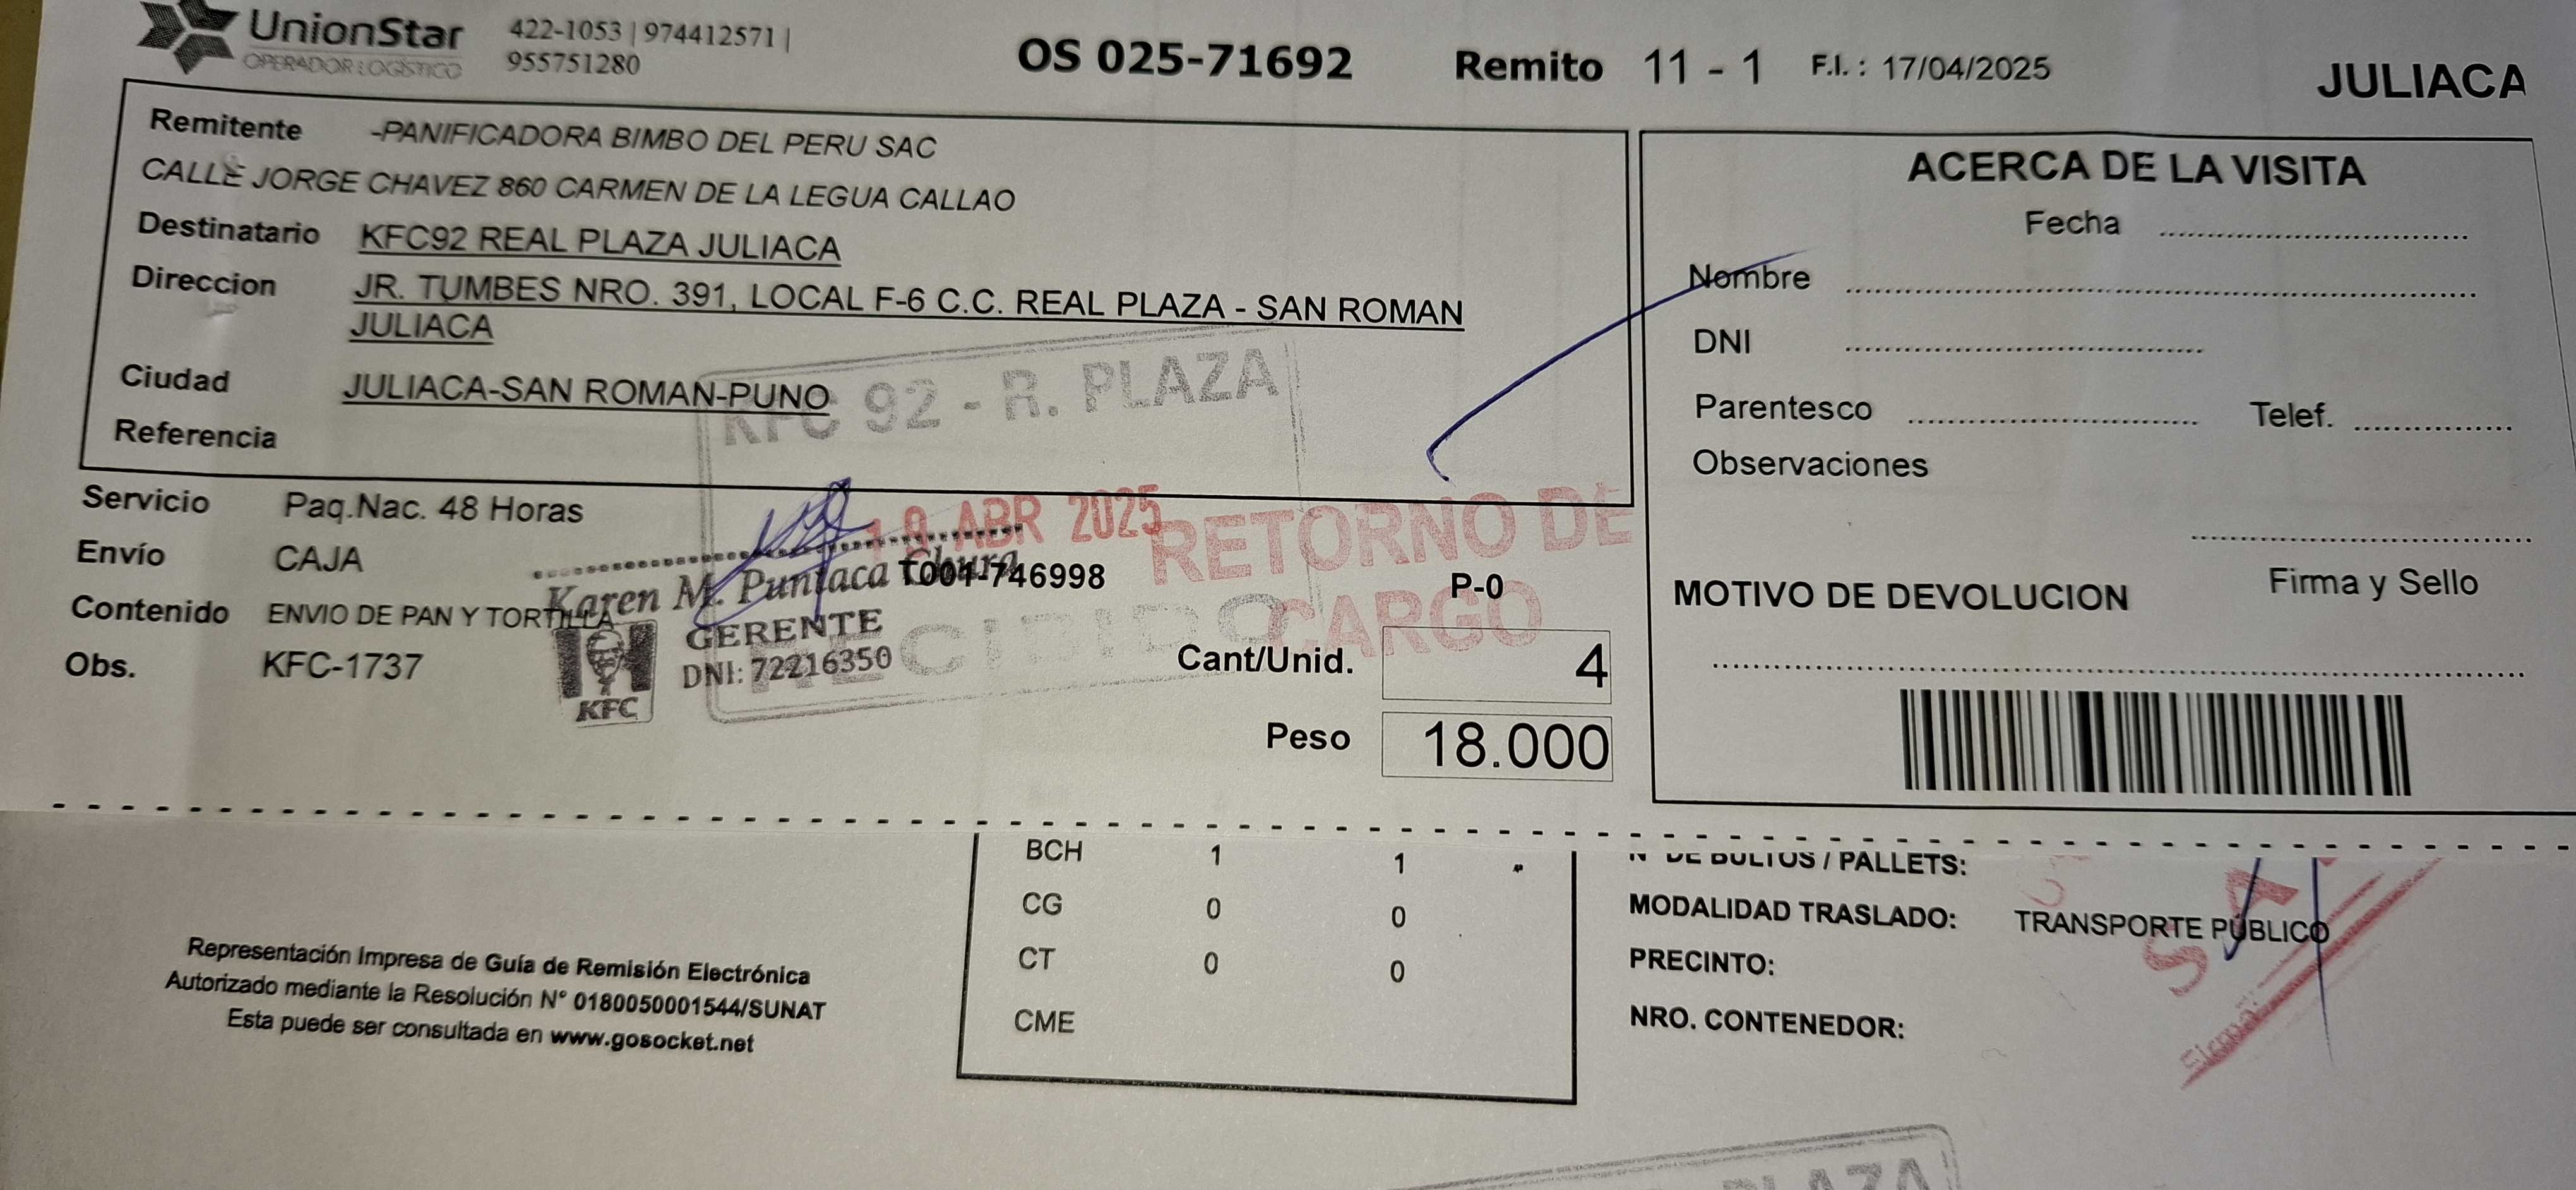 UnionStar
OPERADOR LOGÍSTICO
422-1053 | 974412571 |
955751280
OS 025-71692 Remito 11 - 1 F.I. : 17/04/2025 JULIACA
Remitente -PANIFICADORA BIMBO DEL PERU SAC
CALLE JORGE CHAVEZ 860 CARMEN DE LA LEGUA CALLAO
Destinatario KFC92 REAL PLAZA JULIACA
Direccion JR. TUMBES NRO. 391, LOCAL F-6 C.C. REAL PLAZA - SAN ROMAN
JULIACA
Ciudad JULIACA-SAN ROMAN-PUNO
Referencia
KFC 92 - R. PLAZA
Servicio Paq.Nac. 48 Horas
ABR 2025
RETORNO DE
CARGO
Envío CAJA
Karen M. Puntaca Chura
T001-746998 P-0
Contenido ENVIO DE PAN Y TORTILLA
GERENTE
DNI: 72216350
KFC
RECIBIDO
Obs. KFC-1737
Cant/Unid. 4
Peso 18.000
ACERCA DE LA VISITA
Fecha
Nombre
DNI
Parentesco Telef.
Observaciones
Firma y Sello
MOTIVO DE DEVOLUCION
BCH 1 1
CG 0 0
CT 0 0
CME
Representación Impresa de Guía de Remisión Electrónica
Autorizado mediante la Resolución N° 0180050001544/SUNAT
Esta puede ser consultada en www.gosocket.net
N° DE BULTOS / PALLETS:
MODALIDAD TRASLADO: TRANSPORTE PÚBLICO
PRECINTO:
NRO. CONTENEDOR:
Firma:
PLAZA